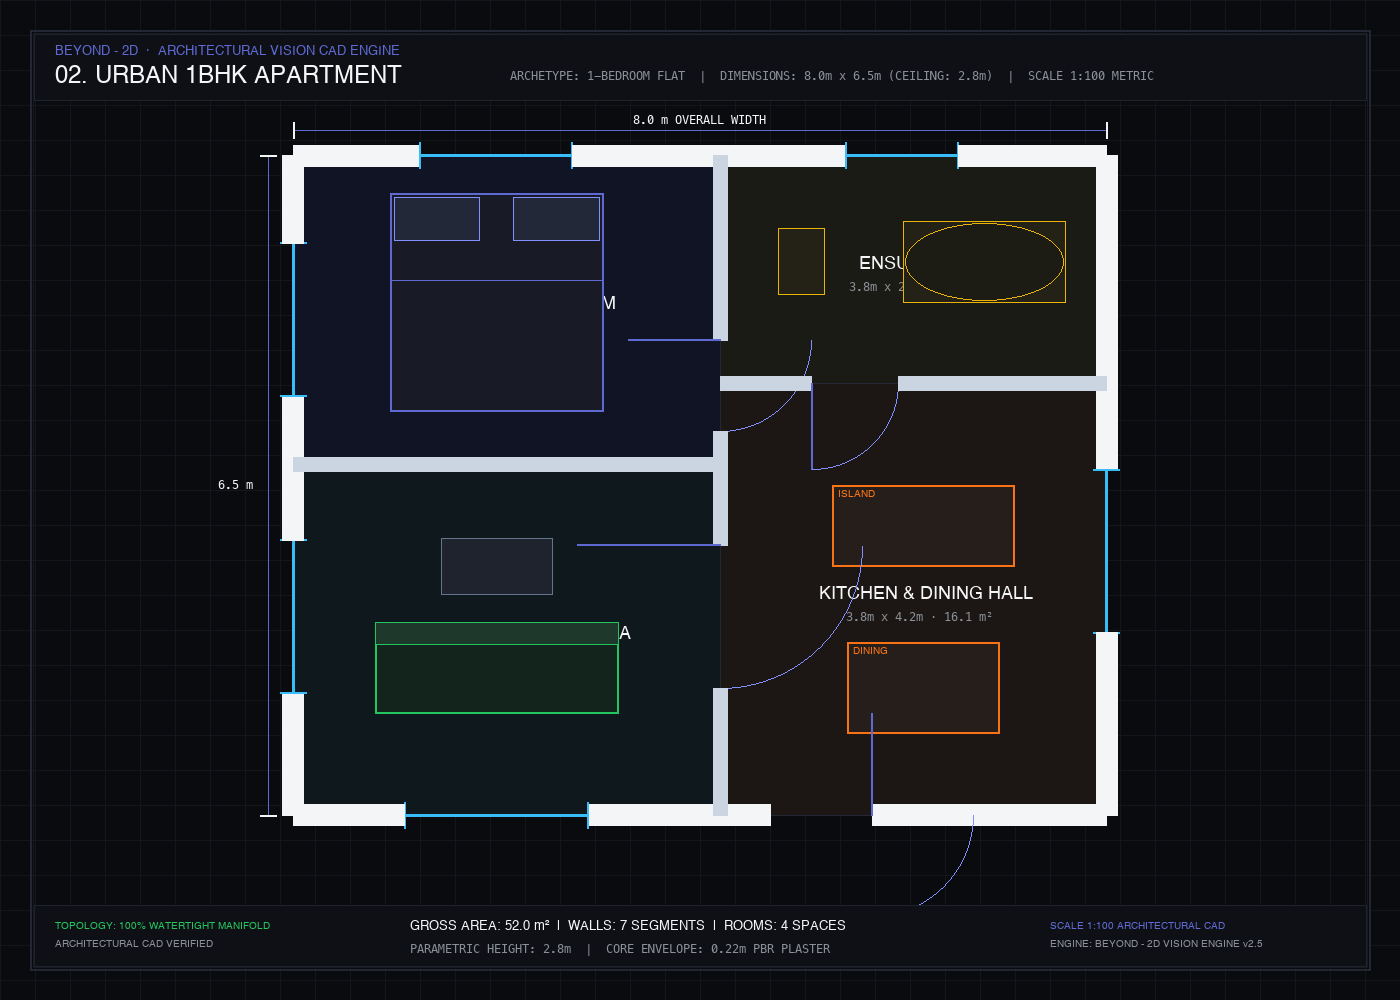 BEYOND - 2D · ARCHITECTURAL VISION CAD ENGINE
02. URBAN 1BHK APARTMENT
ARCHETYPE: 1-BEDROOM FLAT | DIMENSIONS: 8.0m x 6.5m (CEILING: 2.8m) | SCALE 1:100 METRIC
8.0 m OVERALL WIDTH
ENSU
3.8m x 2
M
6.5 m
ISLAND
KITCHEN & DINING HALL
3.8m x 4.2m · 16.1 m²
A
DINING
TOPOLOGY: 100% WATERTIGHT MANIFOLD
ARCHITECTURAL CAD VERIFIED
GROSS AREA: 52.0 m² | WALLS: 7 SEGMENTS | ROOMS: 4 SPACES
PARAMETRIC HEIGHT: 2.8m | CORE ENVELOPE: 0.22m PBR PLASTER
SCALE 1:100 ARCHITECTURAL CAD
ENGINE: BEYOND - 2D VISION ENGINE v2.5